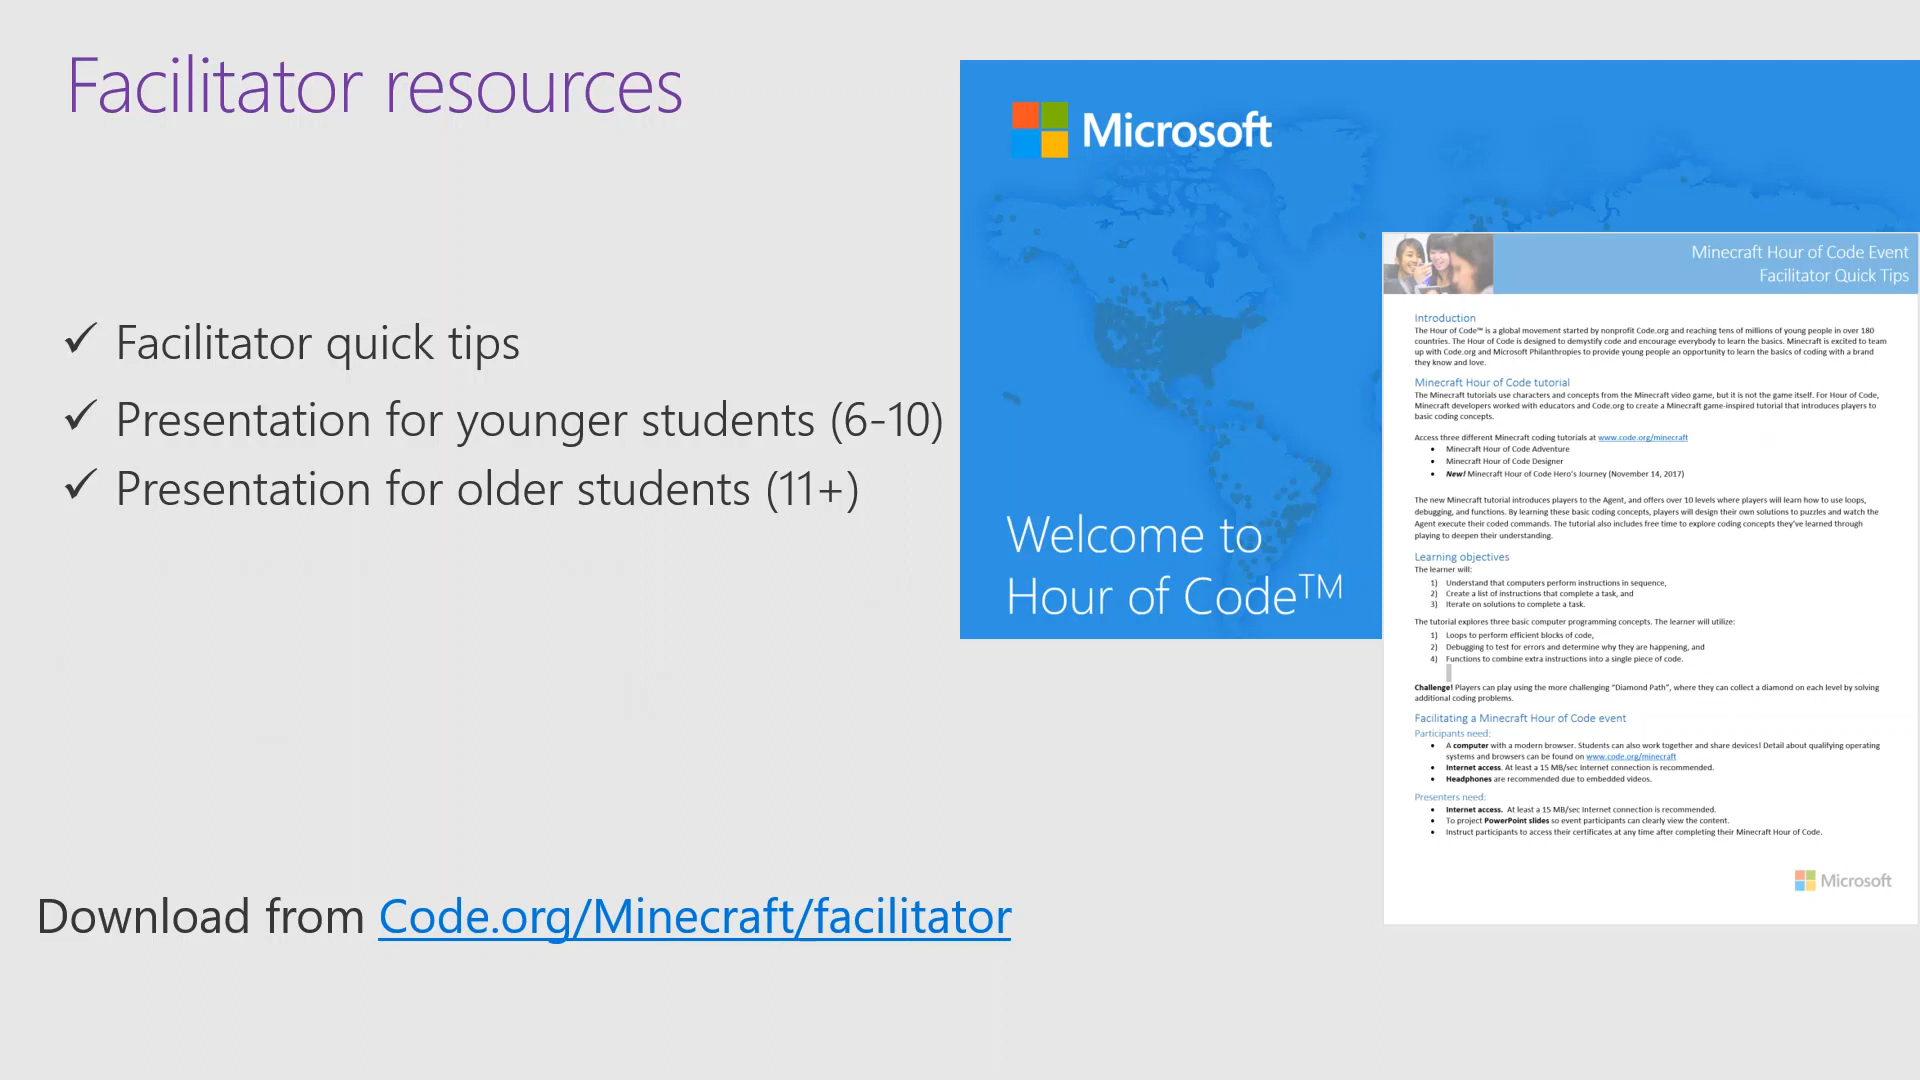 Facilitator resources
✓ Facilitator quick tips
✓ Presentation for younger students (6-10)
✓ Presentation for older students (11+)
Download from Code.org/Minecraft/facilitator
Microsoft
Welcome to
Hour of Code™
Minecraft Hour of Code Event
Facilitator Quick Tips
Introduction
The Hour of Code™ is a global movement started by nonprofit Code.org and reaching tens of millions of young people in over 180
countries. The Hour of Code is designed to demystify code and encourage everybody to learn the basics. Minecraft is excited to team
up with Code.org and Microsoft Philanthropies to provide young people an opportunity to learn the basics of coding with a brand
they know and love.
Minecraft Hour of Code tutorial
The Minecraft tutorials use characters and concepts from the Minecraft video game, but it is not the game itself. For Hour of Code,
Minecraft developers worked with educators and Code.org to create a Minecraft game-inspired tutorial that introduces players to
basic coding concepts.
Access three different Minecraft coding tutorials at www.code.org/minecraft
• Minecraft Hour of Code Adventure
• Minecraft Hour of Code Designer
• New! Minecraft Hour of Code Hero's Journey (November 14, 2017)
The new Minecraft tutorial introduces players to the Agent, and offers over 10 levels where players will learn how to use loops,
debugging, and functions. By learning these basic coding concepts, players will design their own solutions to puzzles and watch the
Agent execute their coded commands. The tutorial also includes free time to explore coding concepts they've learned through
playing to deepen their understanding.
Learning objectives
The learner will:
1) Understand that computers perform instructions in sequence,
2) Create a list of instructions that complete a task, and
3) Iterate on solutions to complete a task.
The tutorial explores three basic computer programming concepts. The learner will utilize:
1) Loops to perform efficient blocks of code,
2) Debugging to test for errors and determine why they are happening, and
4) Functions to combine extra instructions into a single piece of code.
Challenge! Players can play using the more challenging "Diamond Path", where they can collect a diamond on each level by solving
additional coding problems.
Facilitating a Minecraft Hour of Code event
Participants need:
• A computer with a modern browser. Students can also work together and share devices! Detail about qualifying operating
systems and browsers can be found on www.code.org/minecraft
• Internet access. At least a 15 MB/sec Internet connection is recommended.
• Headphones are recommended due to embedded videos.
Presenters need:
• Internet access. At least a 15 MB/sec Internet connection is recommended.
• To project PowerPoint slides so event participants can clearly view the content.
• Instruct participants to access their certificates at any time after completing their Minecraft Hour of Code.
Microsoft